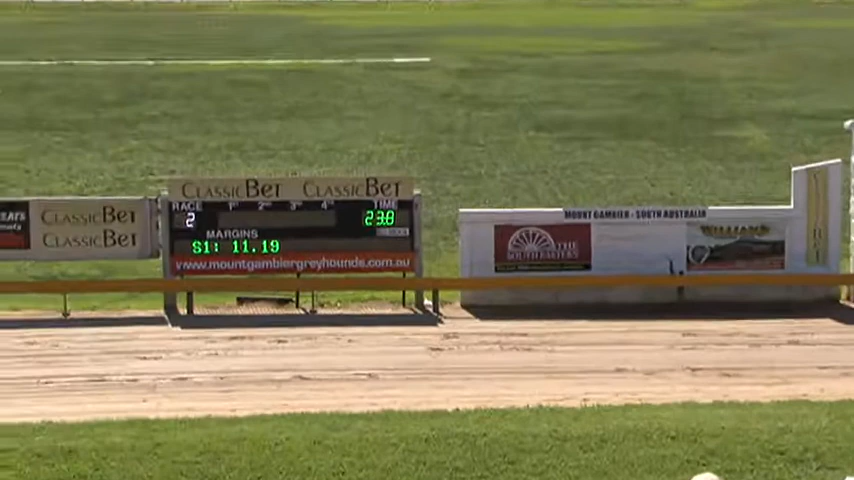 CLASSICBET CLASSICBET
RACE 1st 2nd 3rd 4th TIME
2 23.8
MARGINS
S1: 11.19
www.mountgambiergreyhounds.com.au
CLASSICBET
CLASSICBET
MOUNT GAMBIER - SOUTH AUSTRALIA
THE
SOUTH EASTERN
WILLIAMS